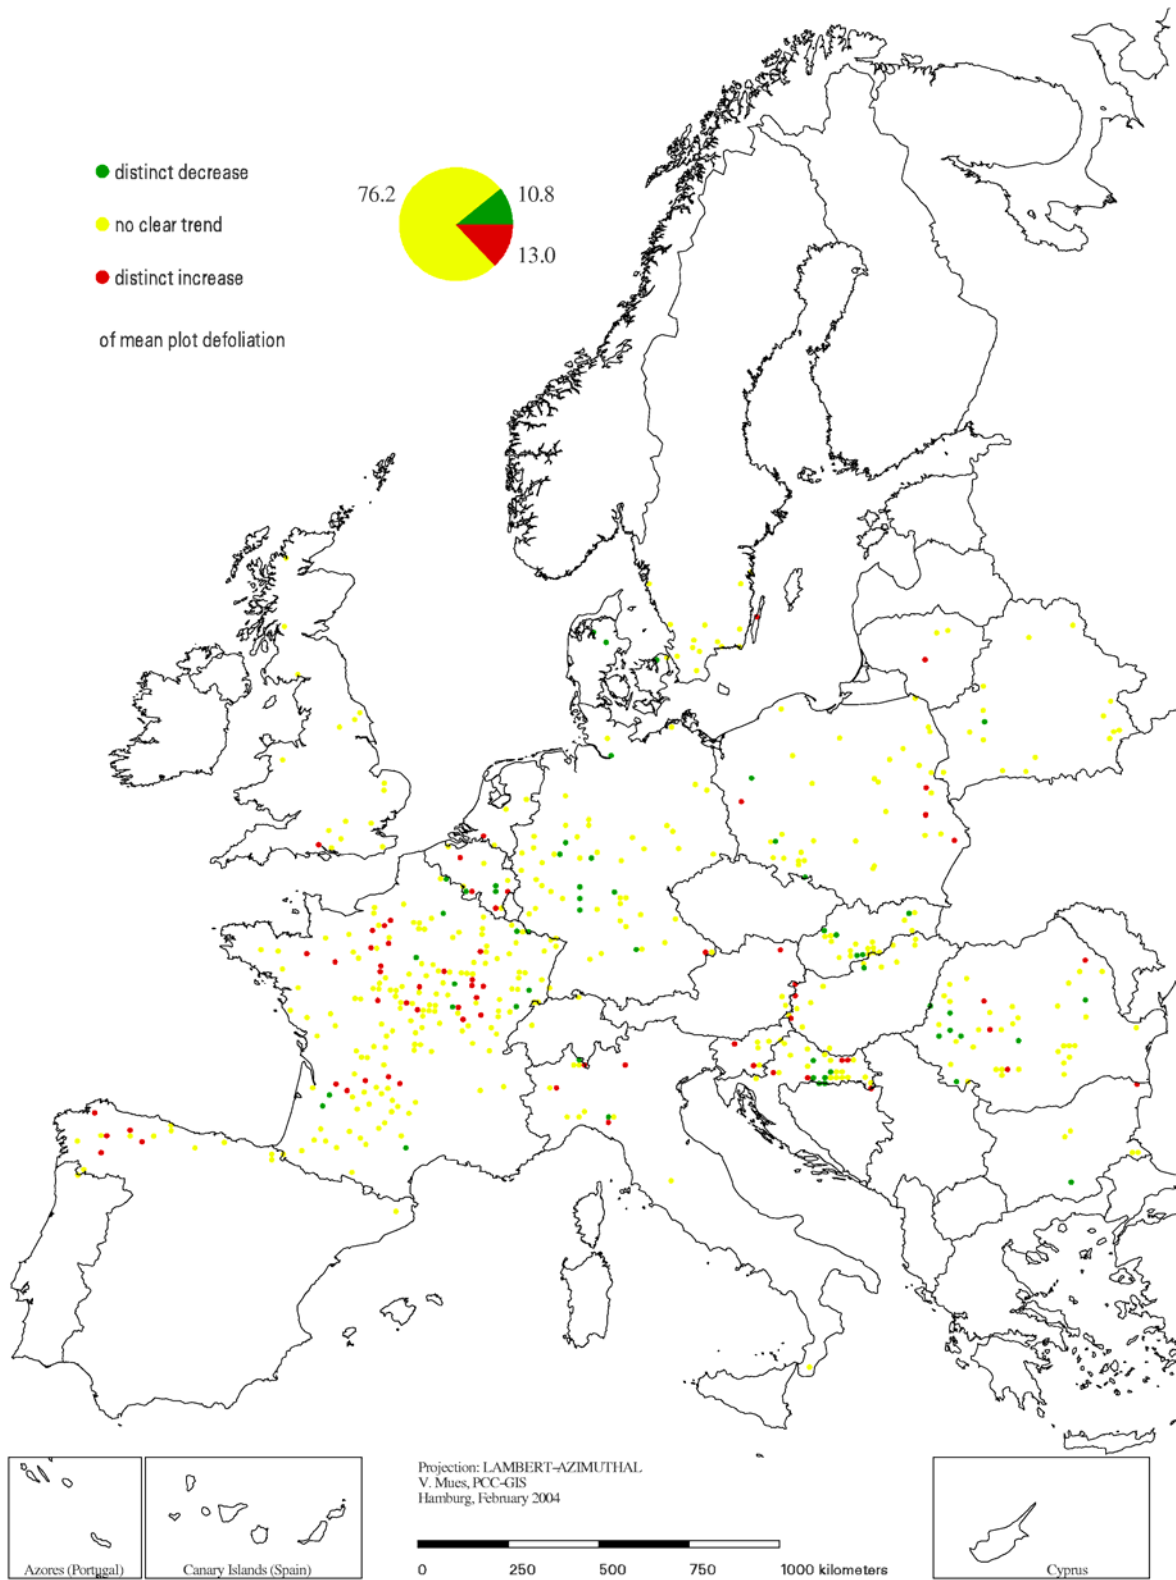 distinct decrease
no clear trend
distinct increase
of mean plot defoliation
76.2
10.8
13.0
Projection: LAMBERT-AZIMUTHAL
V. Mues, PCC-GIS
Hamburg, February 2004
0 250 500 750 1000 kilometers
Azores (Portugal)
Canary Islands (Spain)
Cyprus